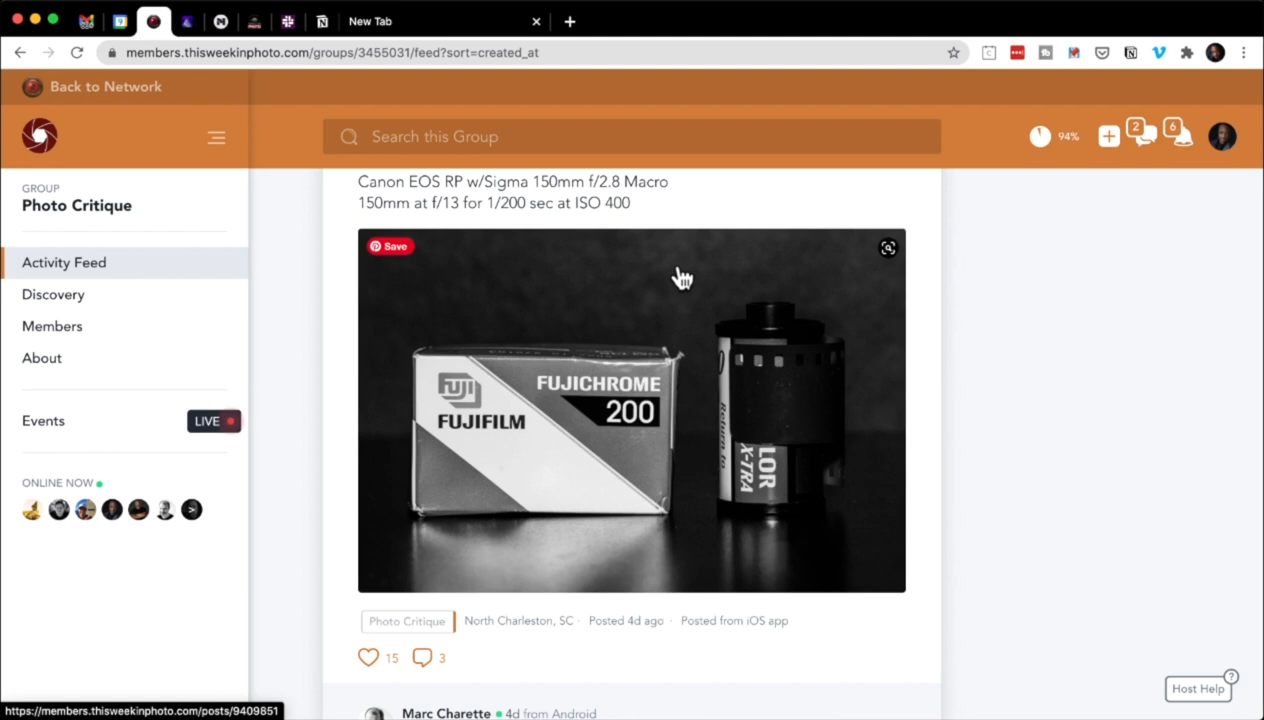 New Tab
members.thisweekinphoto.com/groups/3455031/feed?sort=created_at
Back to Network
Search this Group
94%
2
6
GROUP
Photo Critique
Activity Feed
Discovery
Members
About
Events
LIVE
ONLINE NOW
Canon EOS RP w/Sigma 150mm f/2.8 Macro
150mm at f/13 for 1/200 sec at ISO 400
Save
FUJI
FUJIFILM
FUJICHROME
200
Return to
LOR
X-TRA
Photo Critique
North Charleston, SC · Posted 4d ago · Posted from iOS app
15
3
Marc Charette 4d from Android
Host Help
?
https://members.thisweekinphoto.com/posts/9409851